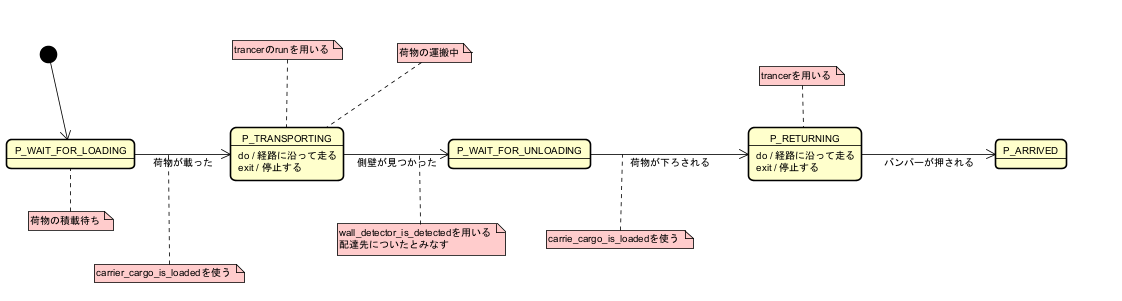 trancerのrunを用いる
荷物の運搬中
trancerを用いる
P_WAIT_FOR_LOADING
荷物が載った
P_TRANSPORTING
do / 経路に沿って走る
exit / 停止する
側壁が見つかった
P_WAIT_FOR_UNLOADING
荷物が下ろされる
P_RETURNING
do / 経路に沿って走る
exit / 停止する
バンパーが押される
P_ARRIVED
荷物の積載待ち
carrier_cargo_is_loadedを使う
wall_detector_is_detectedを用いる
配達先についたとみなす
carrie_cargo_is_loadedを使う